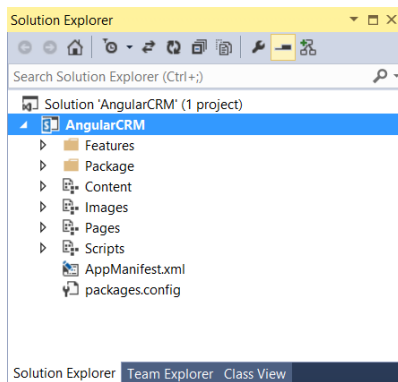 Solution Explorer
Search Solution Explorer (Ctrl+;)
Solution 'AngularCRM' (1 project)
AngularCRM
Features
Package
Content
Images
Pages
Scripts
AppManifest.xml
packages.config
Solution Explorer Team Explorer Class View